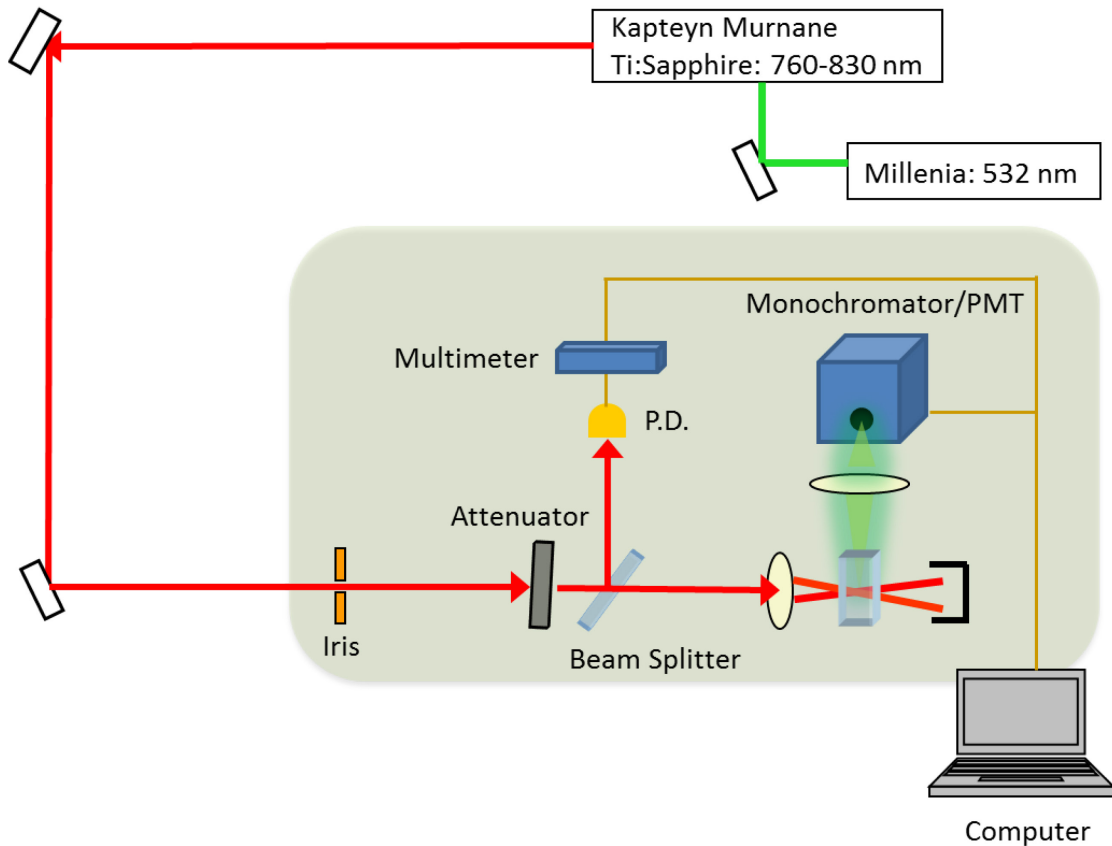 Kapteyn Murnane
Ti:Sapphire: 760-830 nm
Millenia: 532 nm
Monochromator/PMT
Multimeter
P.D.
Attenuator
Iris
Beam Splitter
Computer